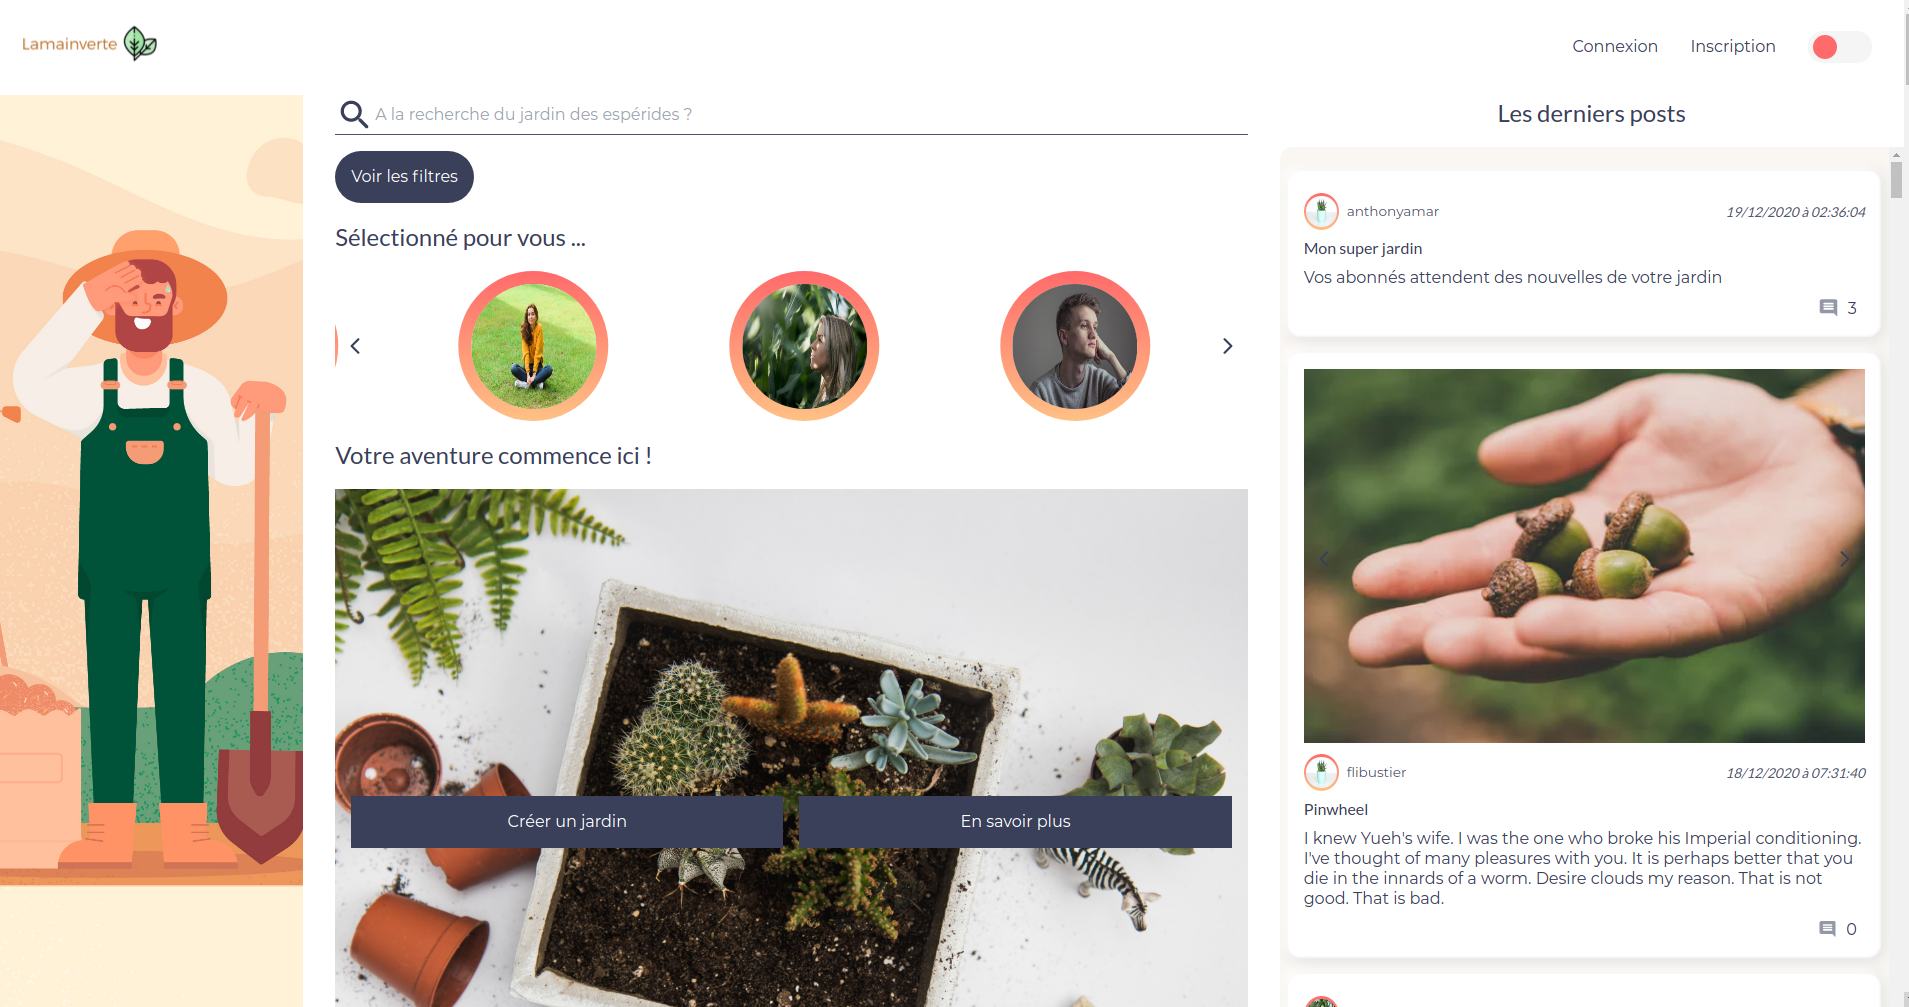 Lamainverte
Connexion
Inscription
A la recherche du jardin des espérides ?
Voir les filtres
Sélectionné pour vous ...
Votre aventure commence ici !
Créer un jardin
En savoir plus
Les derniers posts
anthonyamar
19/12/2020 à 02:36:04
Mon super jardin
Vos abonnés attendent des nouvelles de votre jardin
3
flibustier
18/12/2020 à 07:31:40
Pinwheel
I knew Yueh's wife. I was the one who broke his Imperial conditioning.
I've thought of many pleasures with you. It is perhaps better that you
die in the innards of a worm. Desire clouds my reason. That is not
good. That is bad.
0